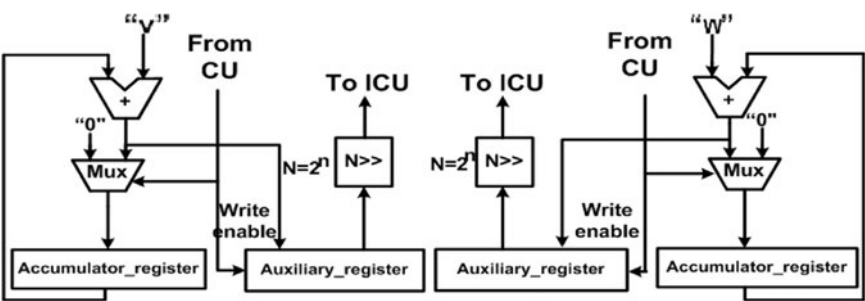 “V”
From
CU
To ICU
To ICU
From
CU
“W”
+
+
“0"
“0"
N=2n
N>>
N=2n
N>>
Mux
Mux
Write
enable
Write
enable
Accumulator_register
Auxiliary_register
Auxiliary_register
Accumulator_register